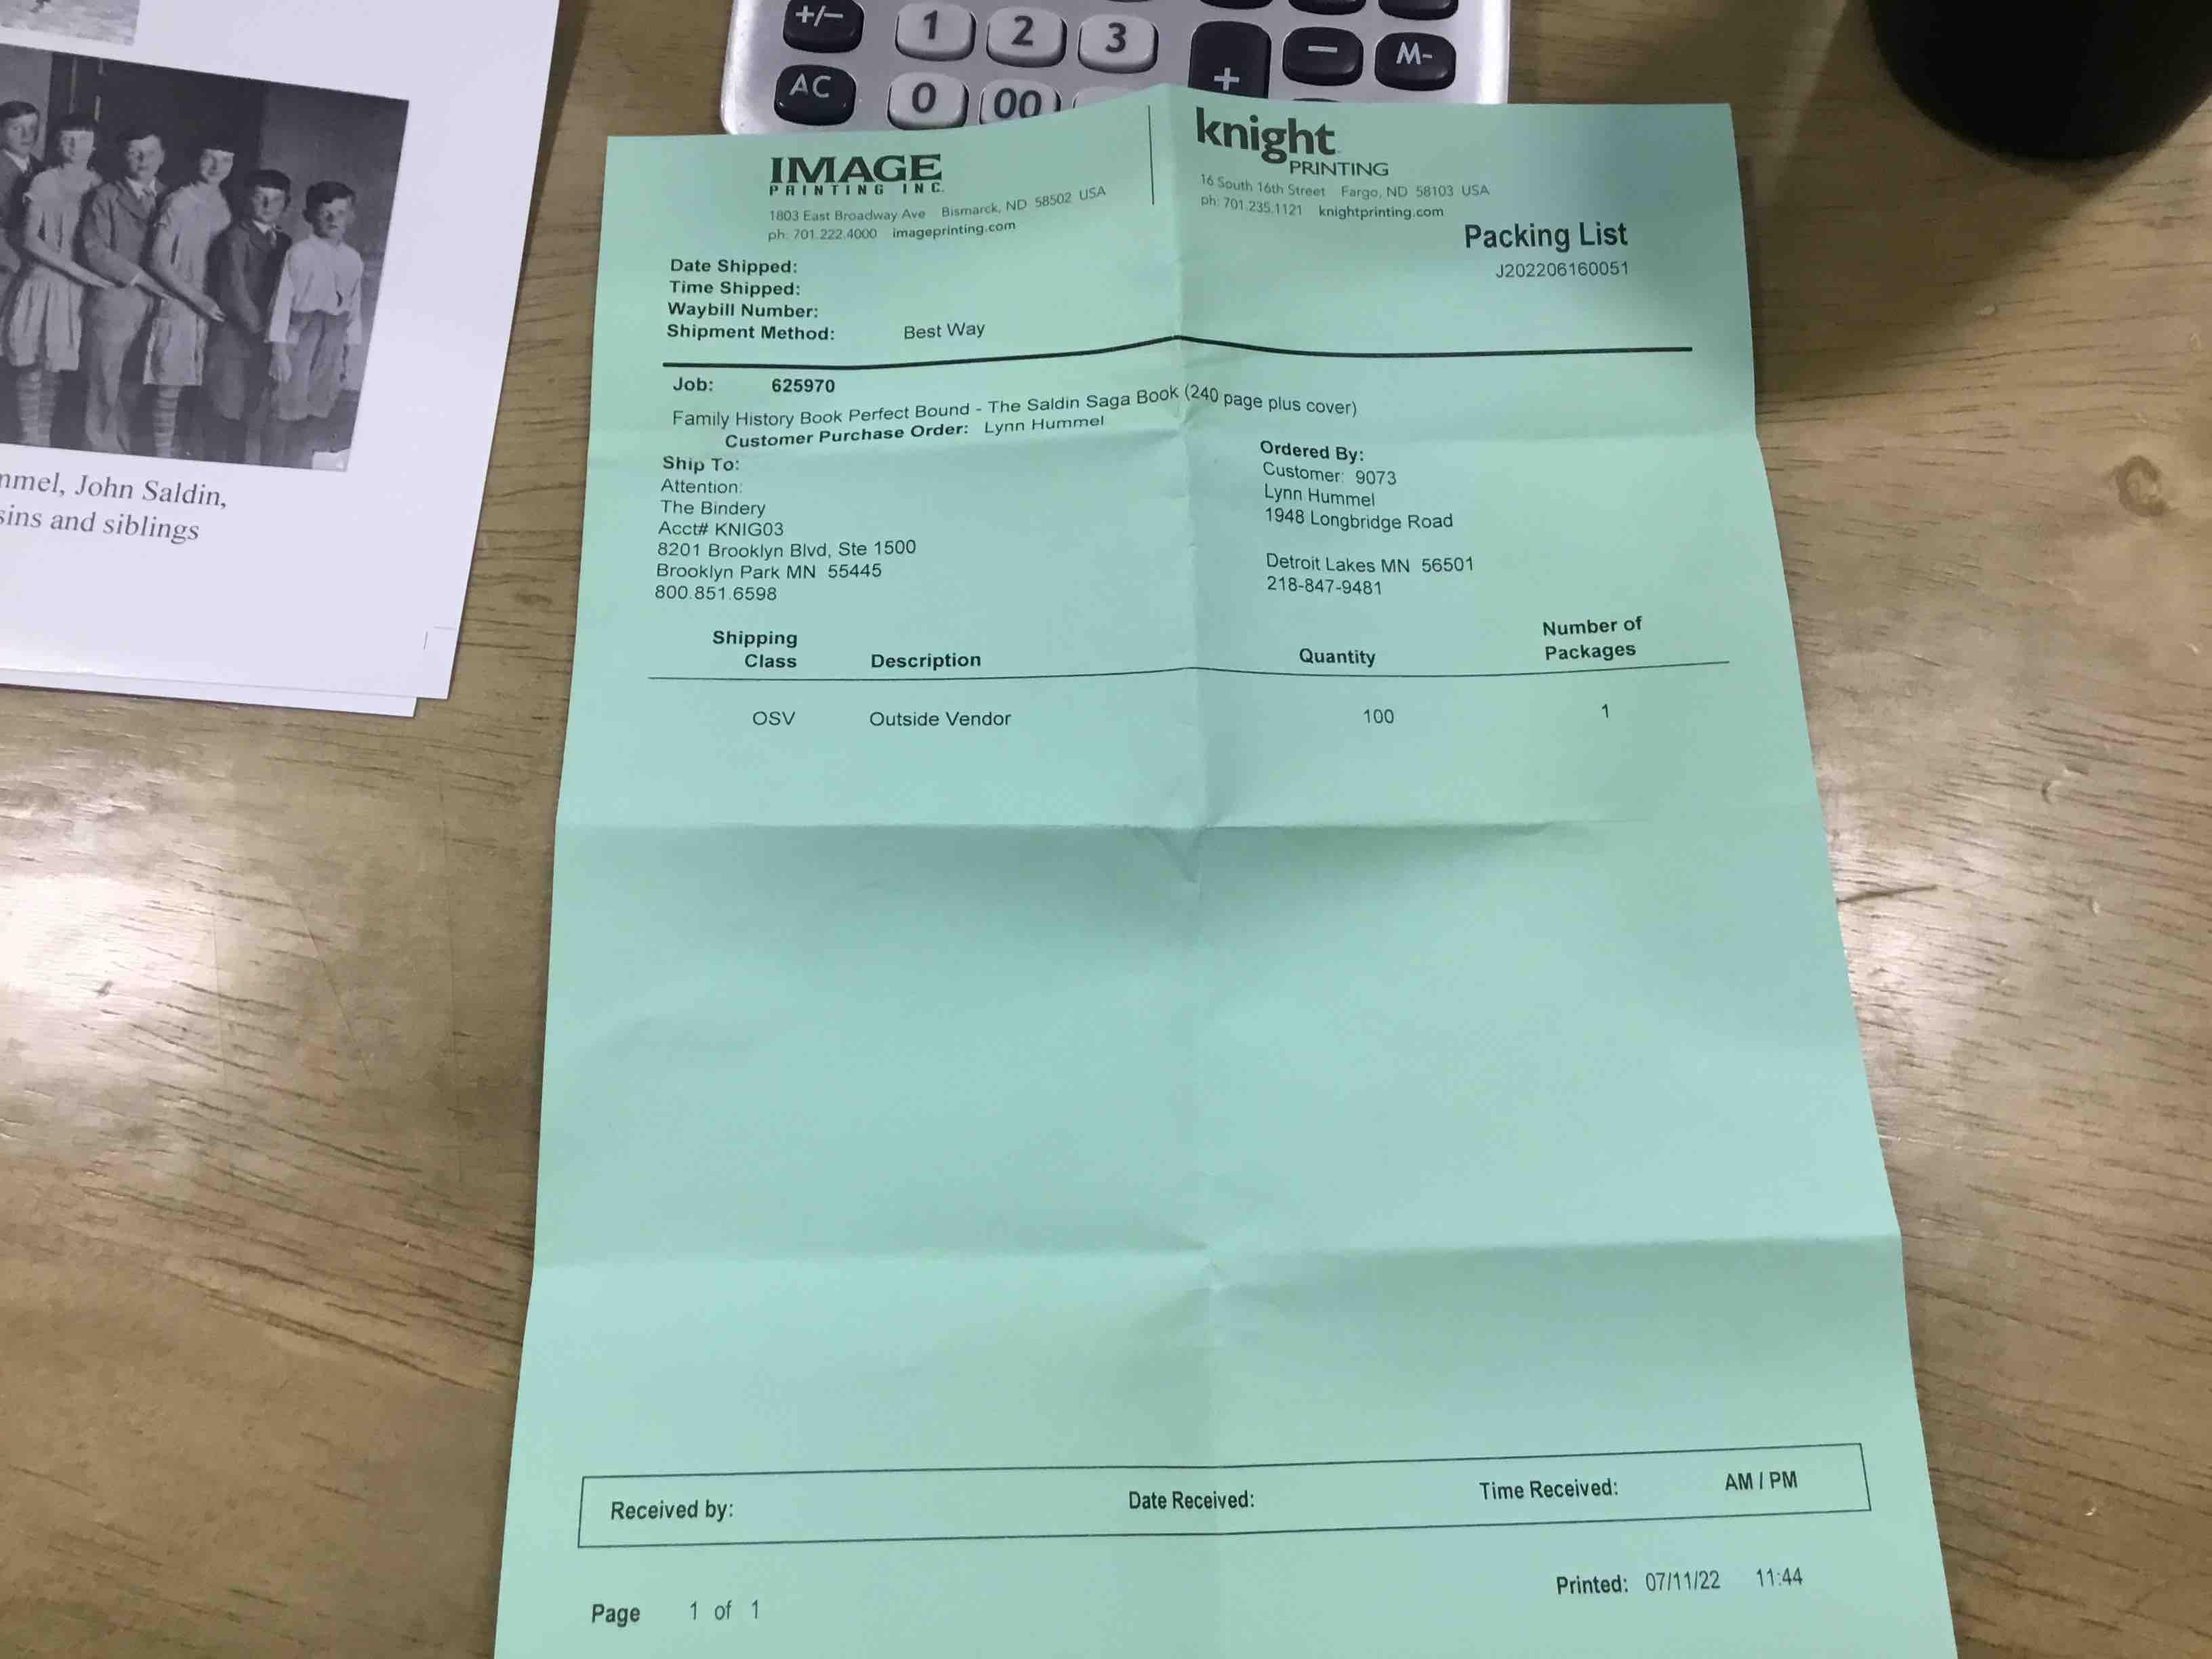 +/−
1 2 3
−
M-
AC
0 00
+
mmel, John Saldin,
sins and siblings
IMAGE
PRINTING INC.
1803 East Broadway Ave Bismarck, ND 58502 USA
ph: 701.222.4000 imageprinting.com
knight
PRINTING
16 South 16th Street Fargo, ND 58103 USA
ph: 701.235.1121 knightprinting.com
Packing List
J202206160051
Date Shipped:
Time Shipped:
Waybill Number:
Shipment Method: Best Way
Job: 625970
Family History Book Perfect Bound - The Saldin Saga Book (240 page plus cover)
Customer Purchase Order: Lynn Hummel
Ship To:
Attention:
The Bindery
Acct# KNIG03
8201 Brooklyn Blvd, Ste 1500
Brooklyn Park MN 55445
800.851.6598
Ordered By:
Customer: 9073
Lynn Hummel
1948 Longbridge Road
Detroit Lakes MN 56501
218-847-9481
Shipping Class Description Quantity Number of Packages
OSV Outside Vendor 100 1
Received by: Date Received: Time Received: AM / PM
Printed: 07/11/22 11:44
Page 1 of 1